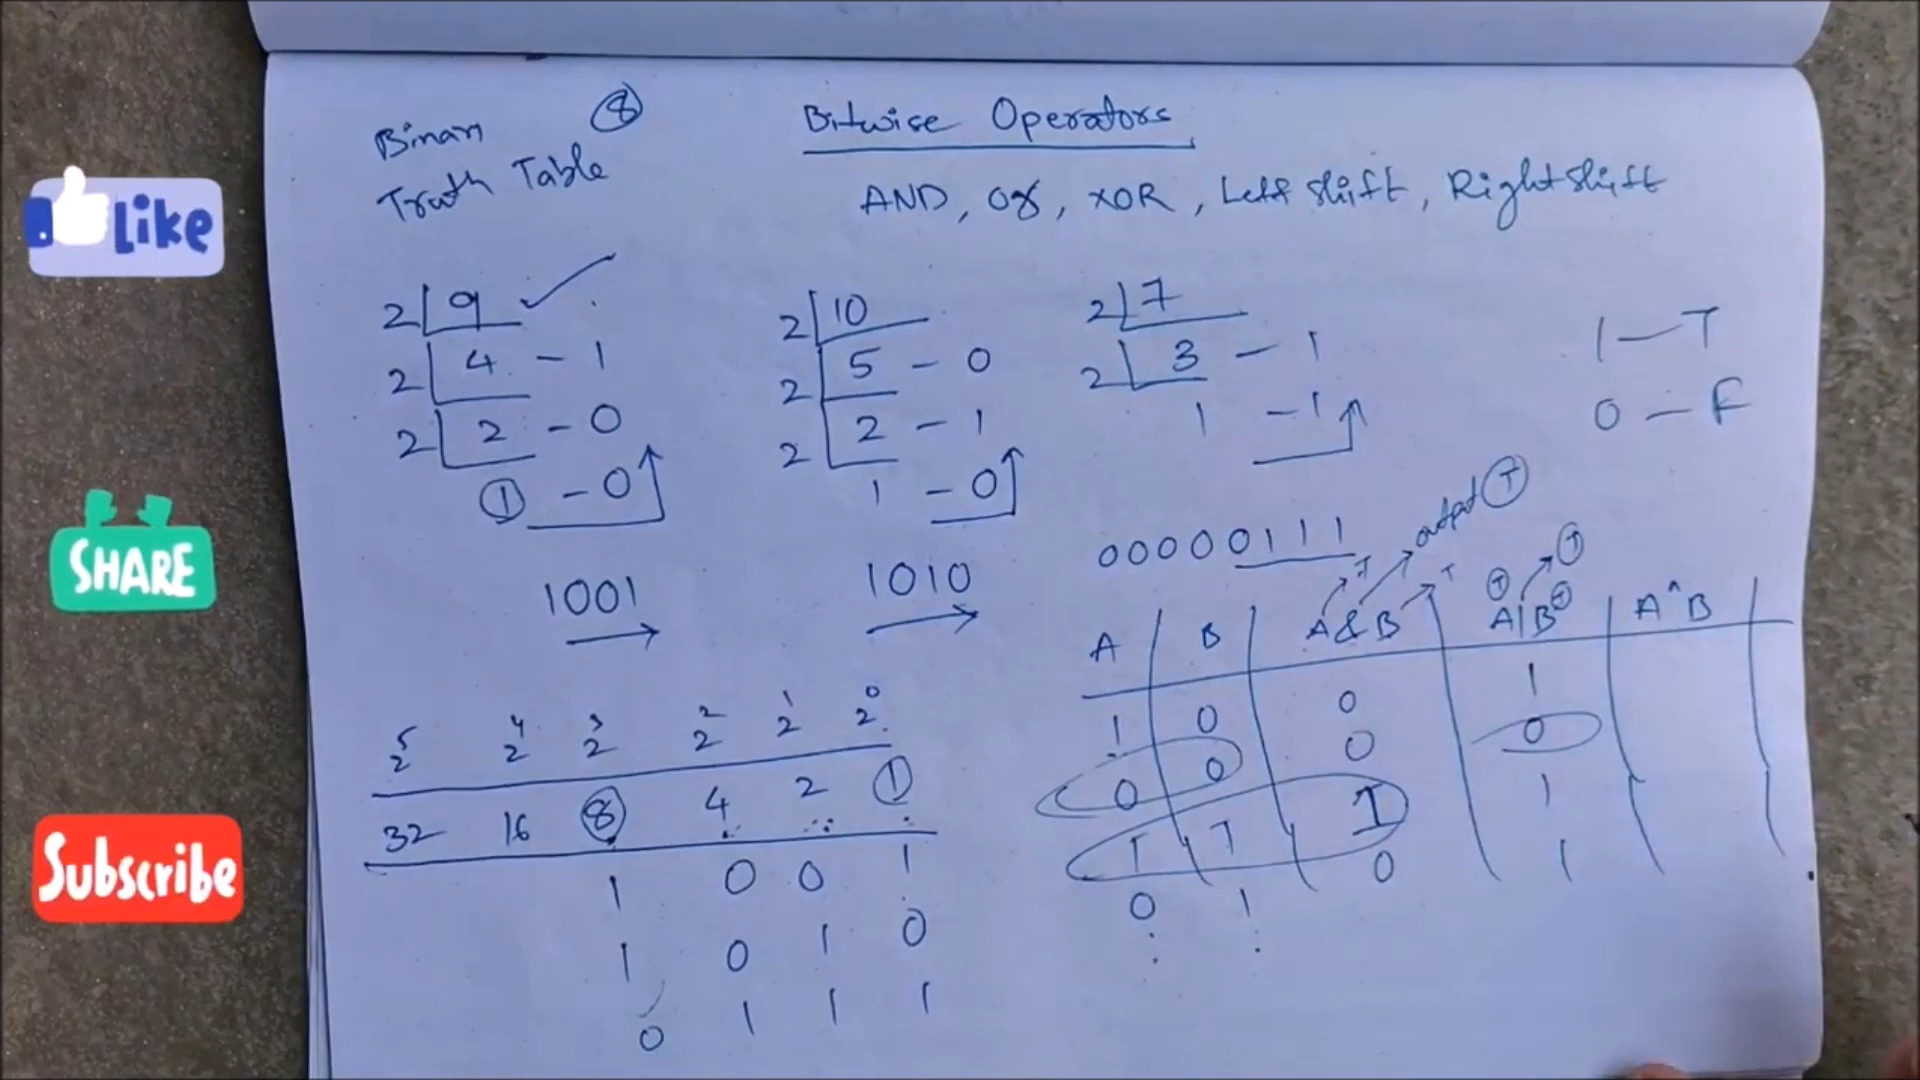 Binary
Truth Table
8
Bitwise Operators
AND, OR, XOR, Left shift, Right shift
Like
2 9
2 4 - 1
2 2 - 0
1 - 0
1001
2 10
2 5 - 0
2 2 - 1
1 - 0
1010
2 7
2 3 - 1
1 - 1
00000111
1 — T
0 — F
SHARE
2^5 2^4 2^3 2^2 2^1 2^0
32 16 8 4 2 1
1 0 0 1
1 0 1 0
0 1 1 1
T T output T
T T T
A B A&B A|B A^B
1 0 0 1
0 0 0 0
1 1 1 1
0 1 0 1
Subscribe